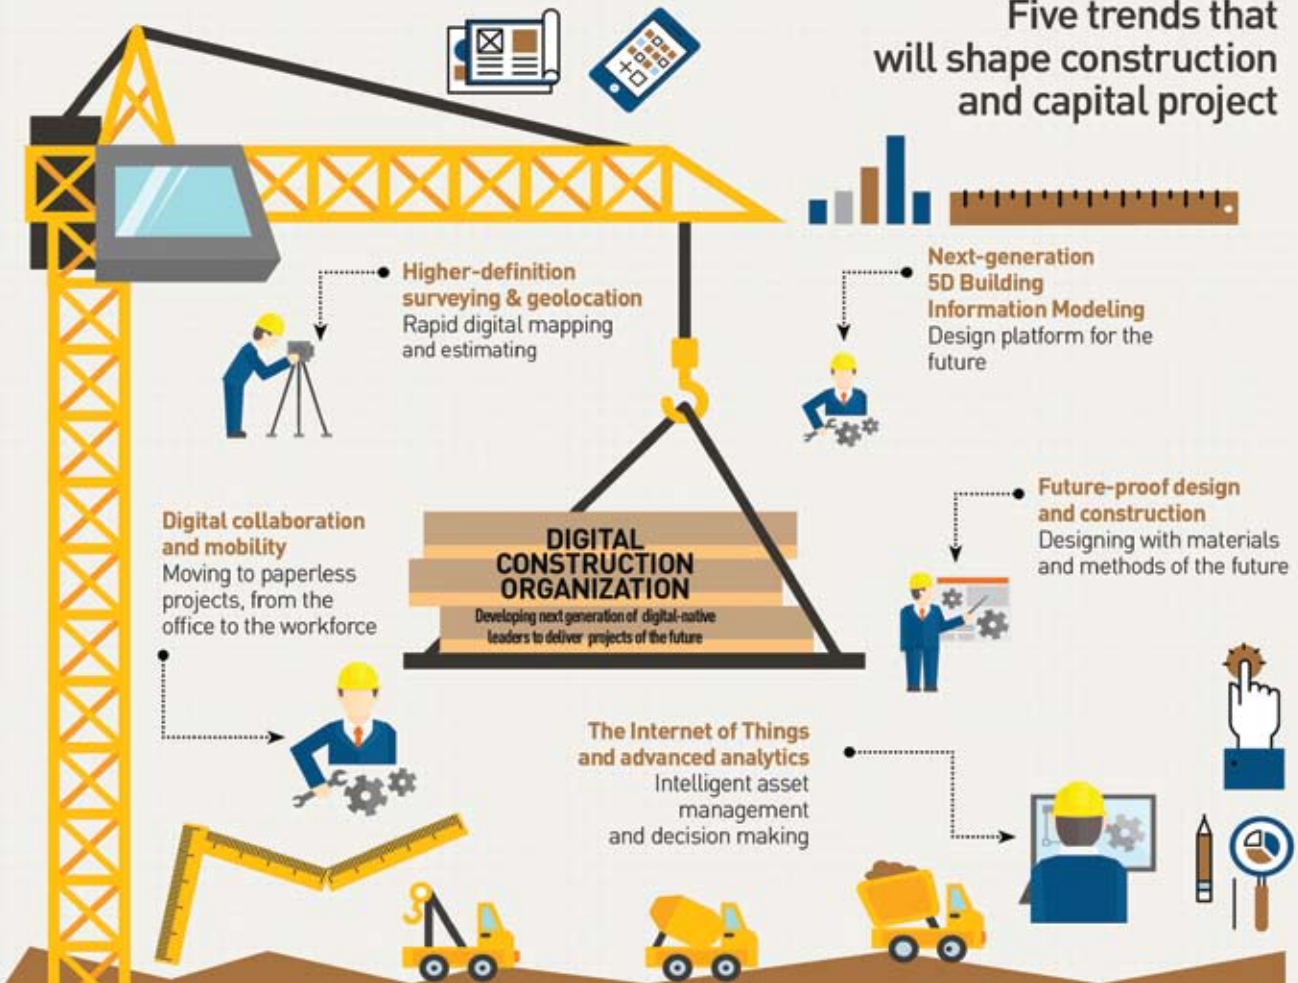 Five trends that
will shape construction
and capital project
Higher-definition
surveying & geolocation
Rapid digital mapping
and estimating
Next-generation
5D Building
Information Modeling
Design platform for the
future
Digital collaboration
and mobility
Moving to paperless
projects, from the
office to the workforce
DIGITAL
CONSTRUCTION
ORGANIZATION
Developing next generation of digital-native
leaders to deliver projects of the future
Future-proof design
and construction
Designing with materials
and methods of the future
The Internet of Things
and advanced analytics
Intelligent asset
management
and decision making